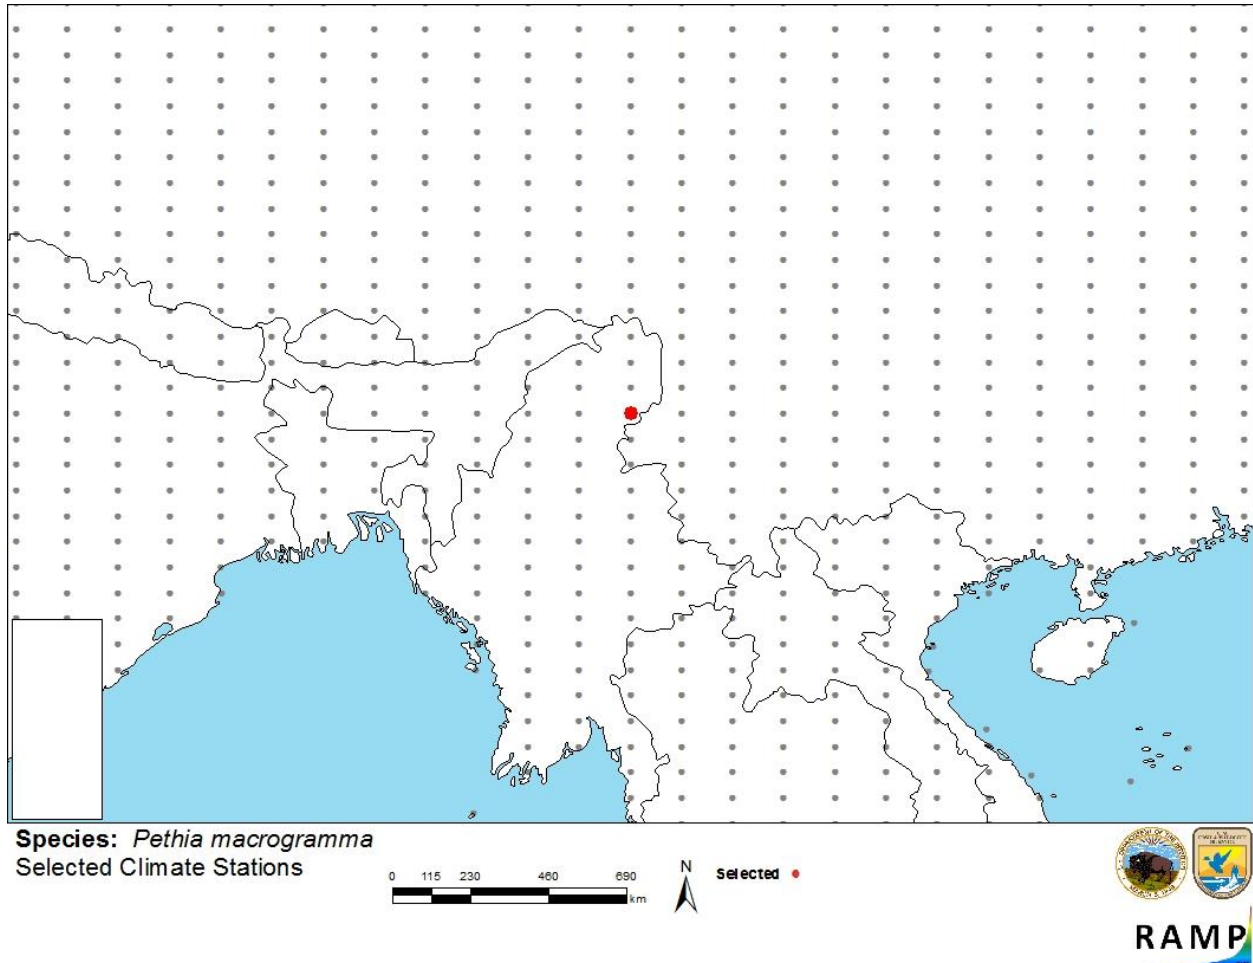 Species: Pethia macrogramma
Selected Climate Stations
0 115 230 460 690
km
N
Selected
RAMP